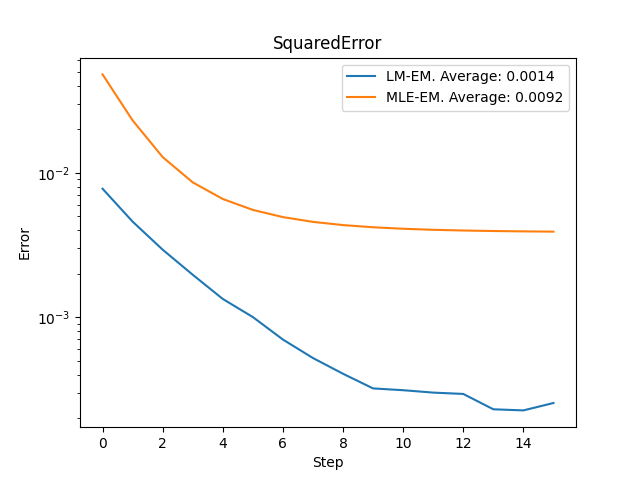 SquaredError
LM-EM. Average: 0.0014
MLE-EM. Average: 0.0092
10⁻²
10⁻³
Error
0 2 4 6 8 10 12 14
Step